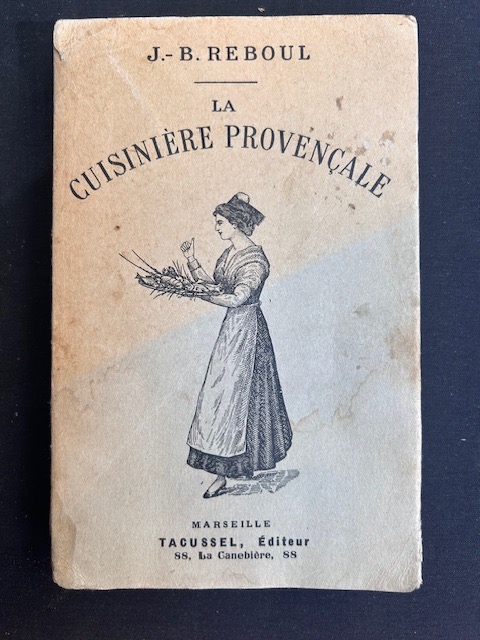 J.-B. REBOUL
LA
CUISINIÈRE PROVENÇALE
MARSEILLE
TACUSSEL, Éditeur
88, La Canebière, 88